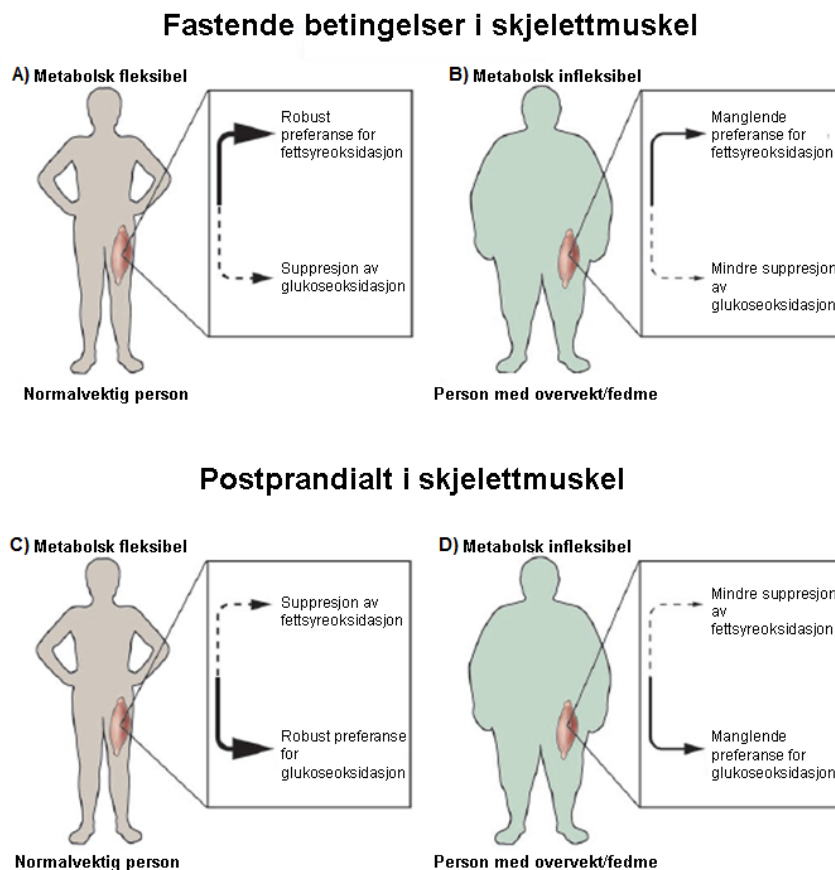 Fastende betingelser i skjelettmuskel
A) Metabolsk fleksibel
Robust
preferanse for
fettsyreoksidasjon
Suppresjon av
glukoseoksidasjon
Normalvektig person
B) Metabolsk infleksibel
Manglende
preferanse for
fettsyreoksidasjon
Mindre suppresjon
av
glukoseoksidasjon
Person med overvekt/fedme
Postprandialt i skjelettmuskel
C) Metabolsk fleksibel
Suppresjon av
fettsyreoksidasjon
Robust preferanse
for
glukoseoksidasjon
Normalvektig person
D) Metabolsk infleksibel
Mindre suppresjon
av
fettsyreoksidasjon
Manglende
preferanse for
glukoseoksidasjon
Person med overvekt/fedme